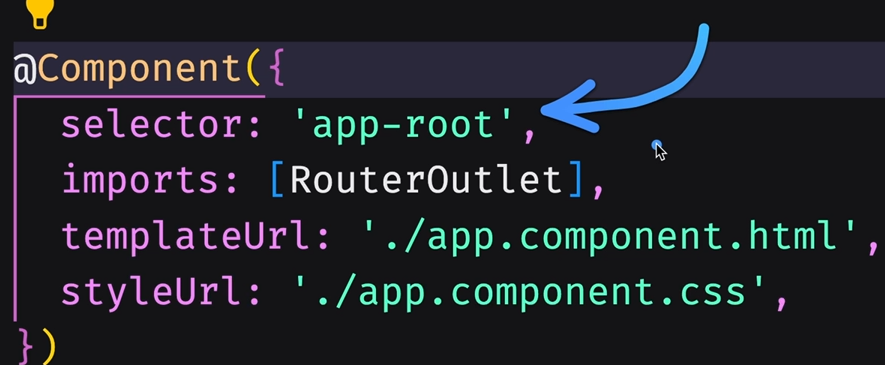 @Component({
selector: 'app-root',
imports: [RouterOutlet],
templateUrl: './app.component.html',
styleUrl: './app.component.css',
})